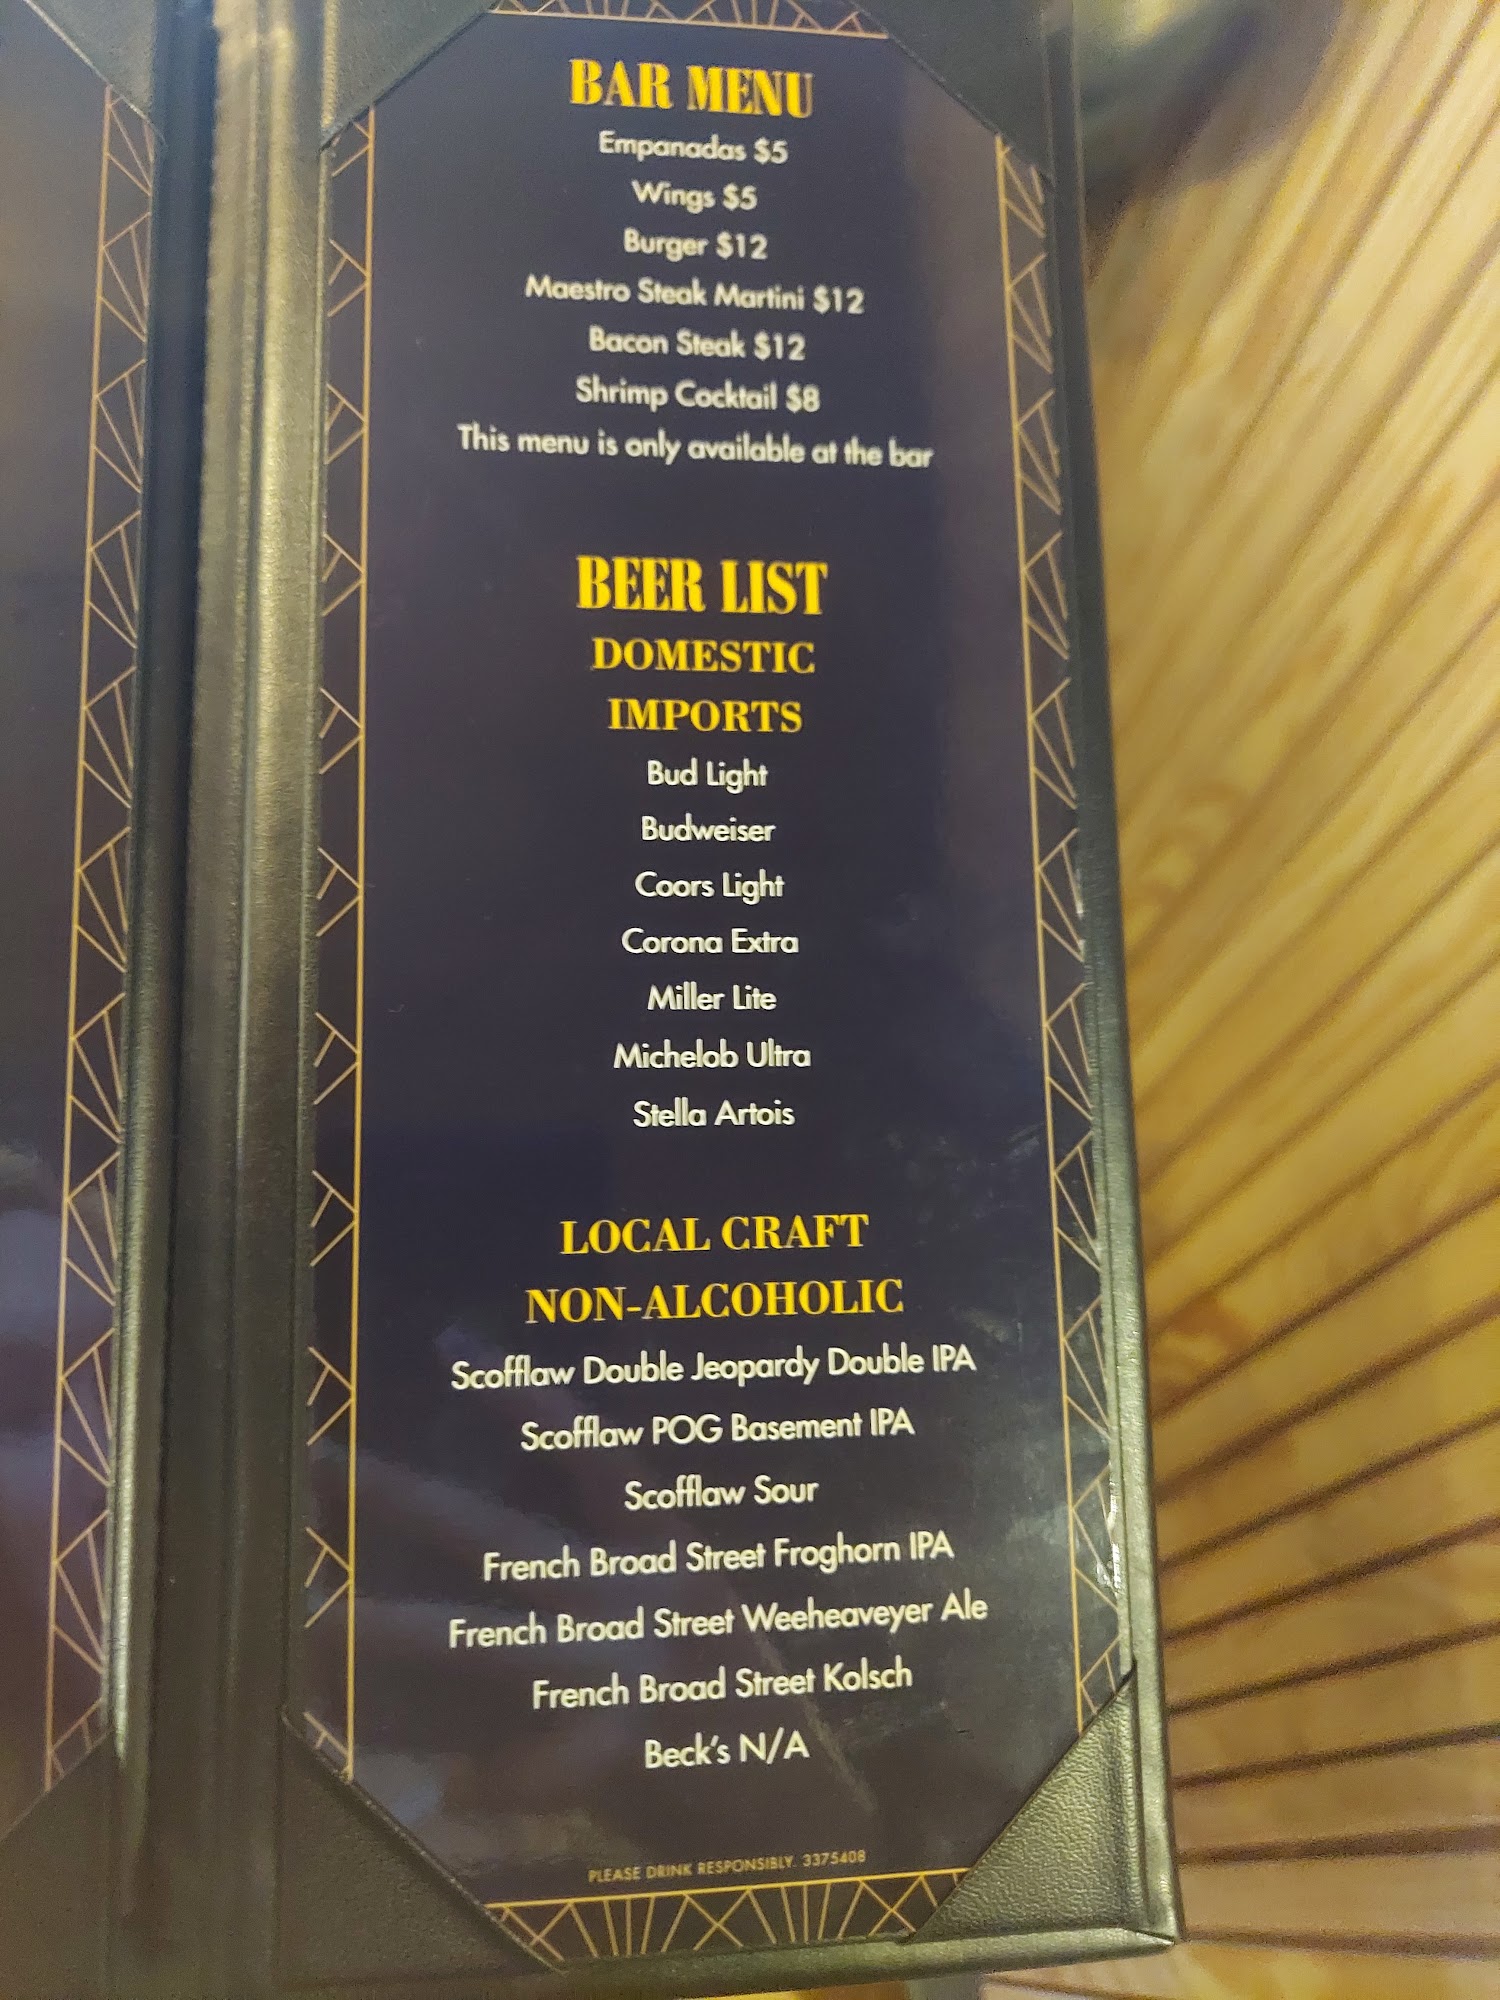 BAR MENU
Empanadas $5
Wings $5
Burger $12
Maestro Steak Martini $12
Bacon Steak $12
Shrimp Cocktail $8
This menu is only available at the bar
BEER LIST
DOMESTIC
IMPORTS
Bud Light
Budweiser
Coors Light
Corona Extra
Miller Lite
Michelob Ultra
Stella Artois
LOCAL CRAFT
NON-ALCOHOLIC
Scofflaw Double Jeopardy Double IPA
Scofflaw POG Basement IPA
Scofflaw Sour
French Broad Street Froghorn IPA
French Broad Street Weeheaveyer Ale
French Broad Street Kolsch
Beck's N/A
PLEASE DRINK RESPONSIBLY. 3375408